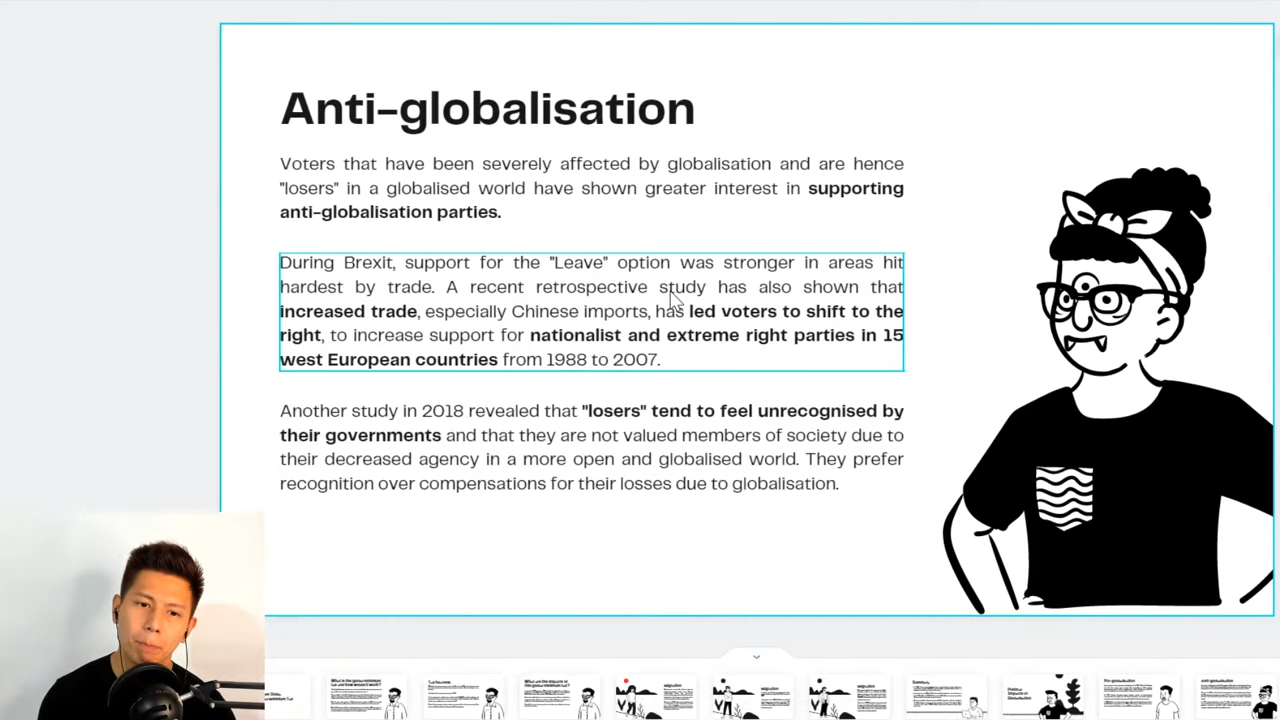 Anti-globalisation
Voters that have been severely affected by globalisation and are hence
"losers" in a globalised world have shown greater interest in supporting
anti-globalisation parties.
During Brexit, support for the "Leave" option was stronger in areas hit
hardest by trade. A recent retrospective study has also shown that
increased trade, especially Chinese imports, has led voters to shift to the
right, to increase support for nationalist and extreme right parties in 15
west European countries from 1988 to 2007.
Another study in 2018 revealed that "losers" tend to feel unrecognised by
their governments and that they are not valued members of society due to
their decreased agency in a more open and globalised world. They prefer
recognition over compensations for their losses due to globalisation.